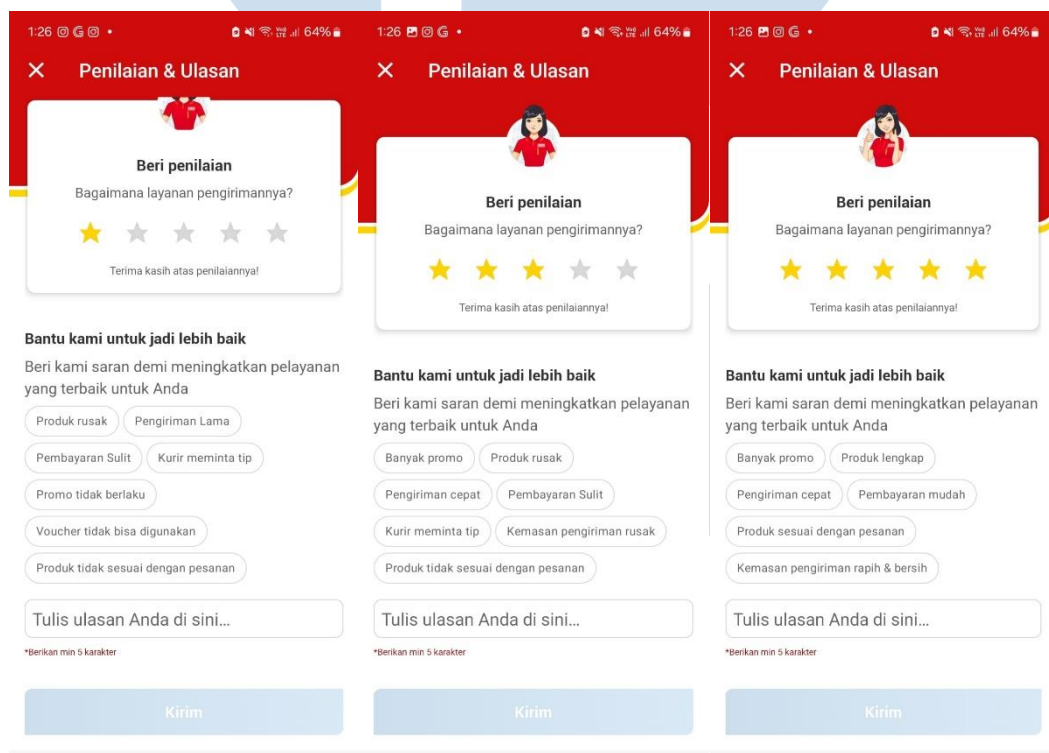 1:26 64%
Penilaian & Ulasan
Beri penilaian
Bagaimana layanan pengirimannya?
Terima kasih atas penilaiannya!
Bantu kami untuk jadi lebih baik
Beri kami saran demi meningkatkan pelayanan
yang terbaik untuk Anda
Produk rusak Pengiriman Lama
Pembayaran Sulit Kurir meminta tip
Promo tidak berlaku
Voucher tidak bisa digunakan
Produk tidak sesuai dengan pesanan
Tulis ulasan Anda di sini...
*Berikan min 5 karakter
Kirim
1:26 64%
Penilaian & Ulasan
Beri penilaian
Bagaimana layanan pengirimannya?
Terima kasih atas penilaiannya!
Bantu kami untuk jadi lebih baik
Beri kami saran demi meningkatkan pelayanan
yang terbaik untuk Anda
Banyak promo Produk rusak
Pengiriman cepat Pembayaran Sulit
Kurir meminta tip Kemasan pengiriman rusak
Produk tidak sesuai dengan pesanan
Tulis ulasan Anda di sini...
*Berikan min 5 karakter
Kirim
1:26 64%
Penilaian & Ulasan
Beri penilaian
Bagaimana layanan pengirimannya?
Terima kasih atas penilaiannya!
Bantu kami untuk jadi lebih baik
Beri kami saran demi meningkatkan pelayanan
yang terbaik untuk Anda
Banyak promo Produk lengkap
Pengiriman cepat Pembayaran mudah
Produk sesuai dengan pesanan
Kemasan pengiriman rapih & bersih
Tulis ulasan Anda di sini...
*Berikan min 5 karakter
Kirim